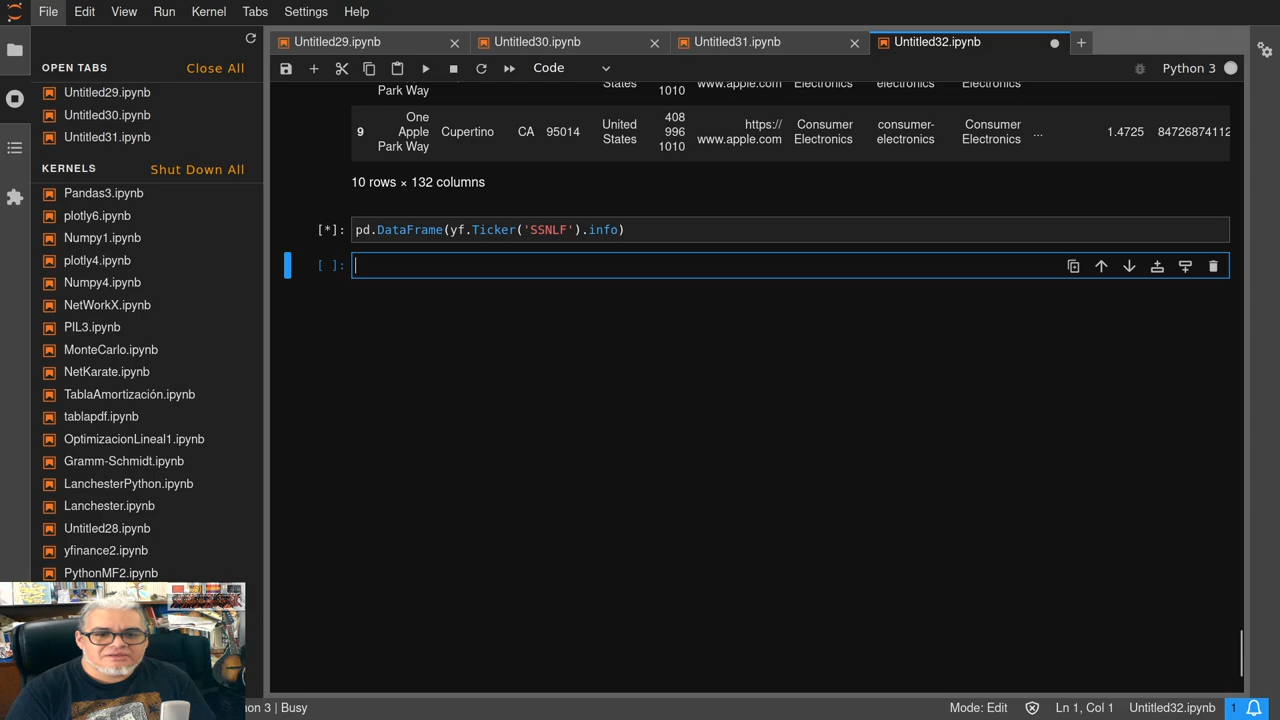 File Edit View Run Kernel Tabs Settings Help
Untitled29.ipynb Untitled30.ipynb Untitled31.ipynb Untitled32.ipynb
OPEN TABS Close All
Untitled29.ipynb
Untitled30.ipynb
Untitled31.ipynb
KERNELS Shut Down All
Pandas3.ipynb
plotly6.ipynb
Numpy1.ipynb
plotly4.ipynb
Numpy4.ipynb
NetWorkX.ipynb
PIL3.ipynb
MonteCarlo.ipynb
NetKarate.ipynb
TablaAmortización.ipynb
tablapdf.ipynb
OptimizacionLineal1.ipynb
Gramm-Schmidt.ipynb
LanchesterPython.ipynb
Lanchester.ipynb
Untitled28.ipynb
yfinance2.ipynb
PythonMF2.ipynb
Code Python 3
Park Way States 1010 www.apple.com Electronics electronics Electronics
9 One Apple Park Way Cupertino CA 95014 United States 408 996 1010 https://www.apple.com Consumer Electronics consumer-electronics Consumer Electronics ... 1.4725 84726874112
10 rows × 132 columns
[*]: pd.DataFrame(yf.Ticker('SSNLF').info)
[ ]:
on 3 | Busy Mode: Edit Ln 1, Col 1 Untitled32.ipynb 1